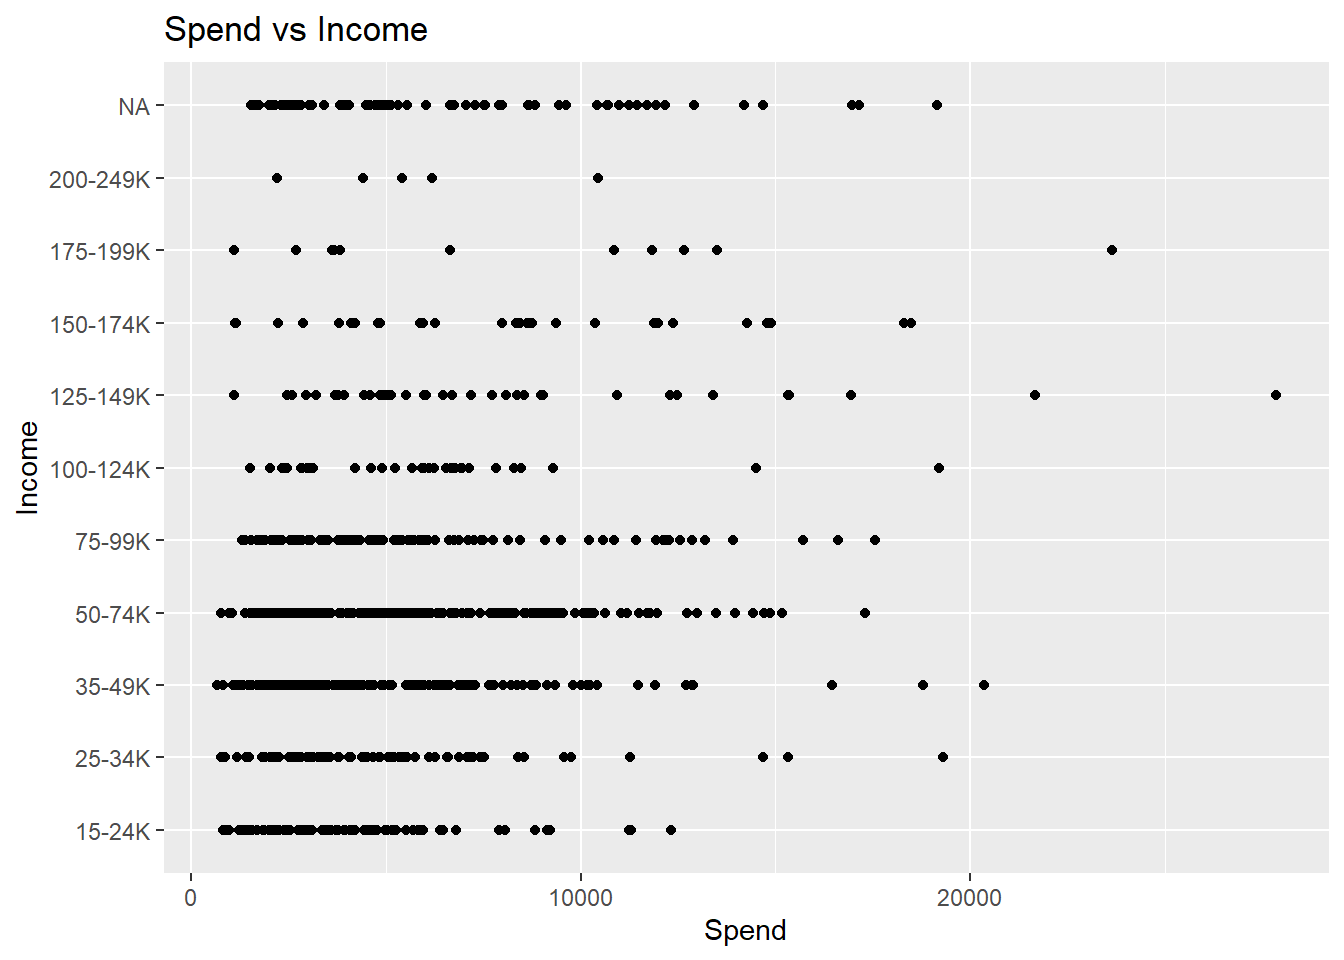 Spend vs Income
NA
200-249K
175-199K
150-174K
125-149K
100-124K
75-99K
50-74K
35-49K
25-34K
15-24K
Income
0 10000 20000
Spend